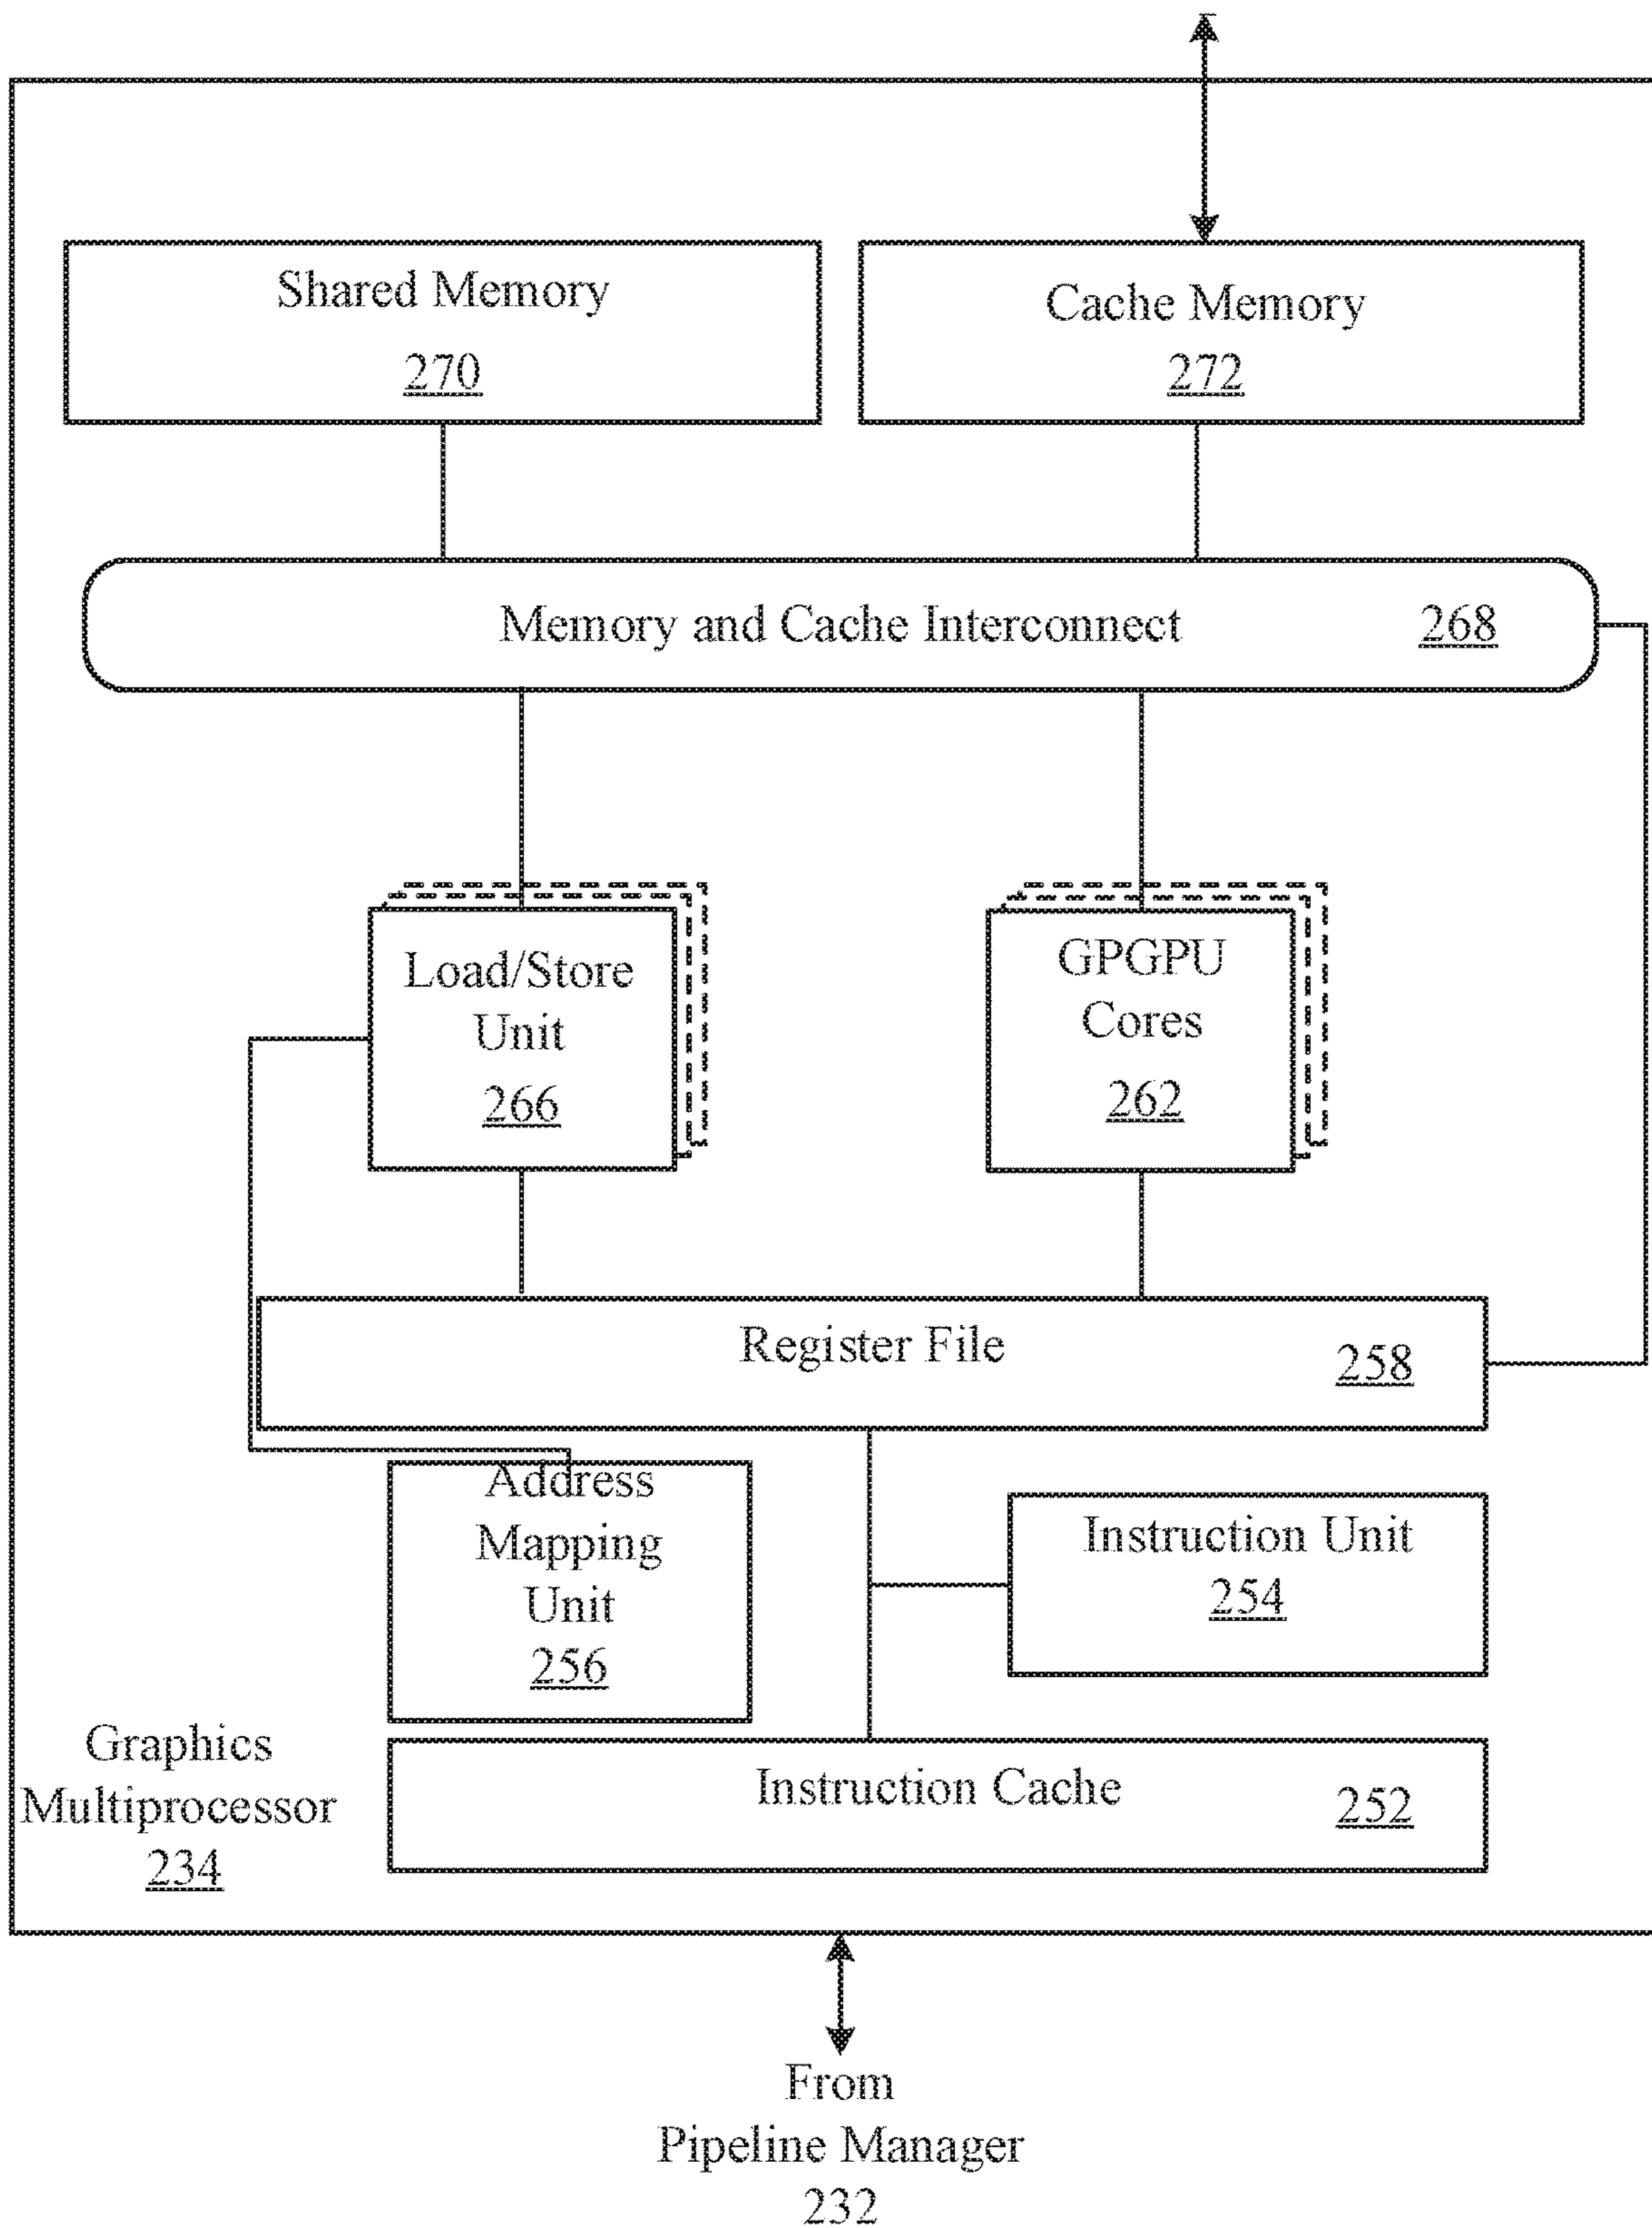 Shared Memory
270
Cache Memory
272
Memory and Cache Interconnect 268
Load/Store
Unit
266
GPGPU
Cores
262
Register File 258
Address
Mapping
Unit
256
Instruction Unit
254
Graphics
Multiprocessor
234
Instruction Cache 252
From
Pipeline Manager
232